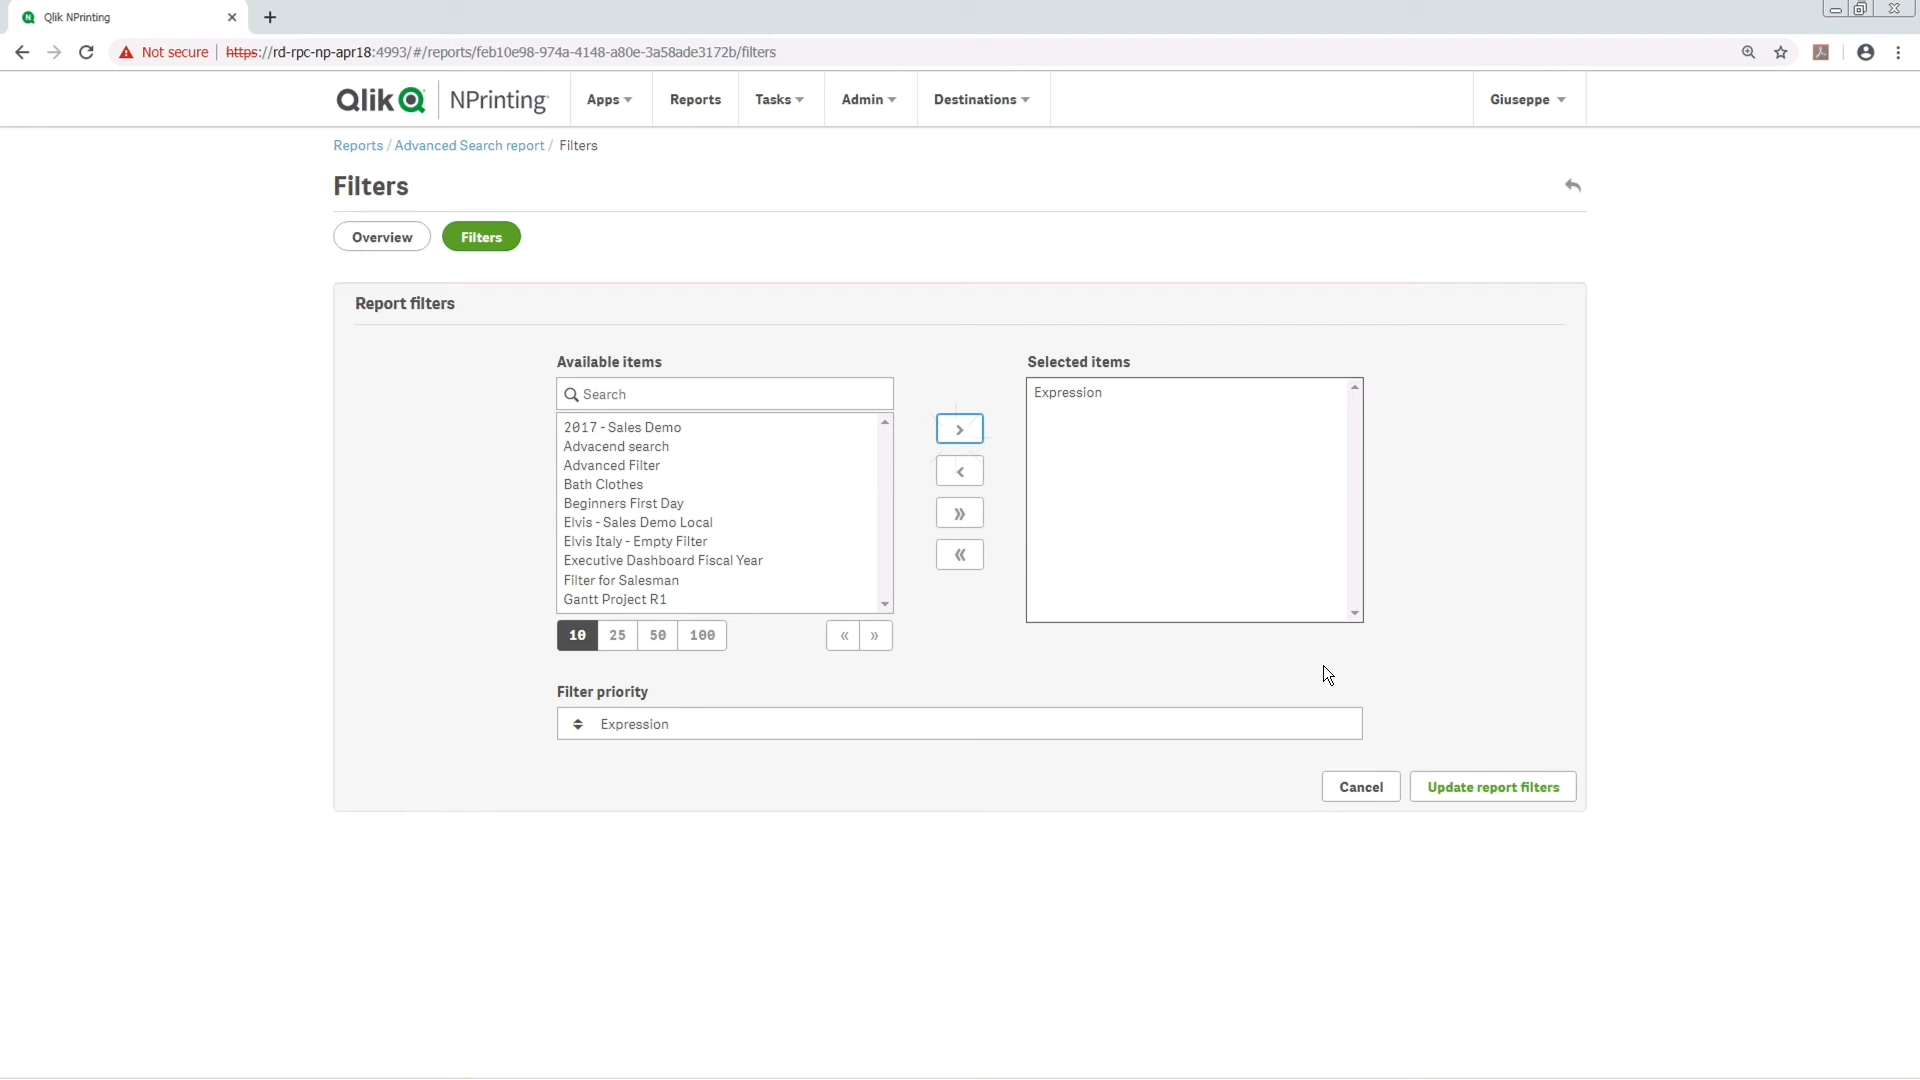 Qlik NPrinting
Not secure https://rd-rpc-np-apr18:4993/#/reports/feb10e98-974a-4148-a80e-3a58ade3172b/filters
Qlik NPrinting Apps Reports Tasks Admin Destinations Giuseppe
Reports / Advanced Search report / Filters
Filters
Overview Filters
Report filters
Available items Selected items
Search
Expression
2017 - Sales Demo
Advacend search
Advanced Filter
Bath Clothes
Beginners First Day
Elvis - Sales Demo Local
Elvis Italy - Empty Filter
Executive Dashboard Fiscal Year
Filter for Salesman
Gantt Project R1
10 25 50 100 « »
Filter priority
Expression
Cancel Update report filters